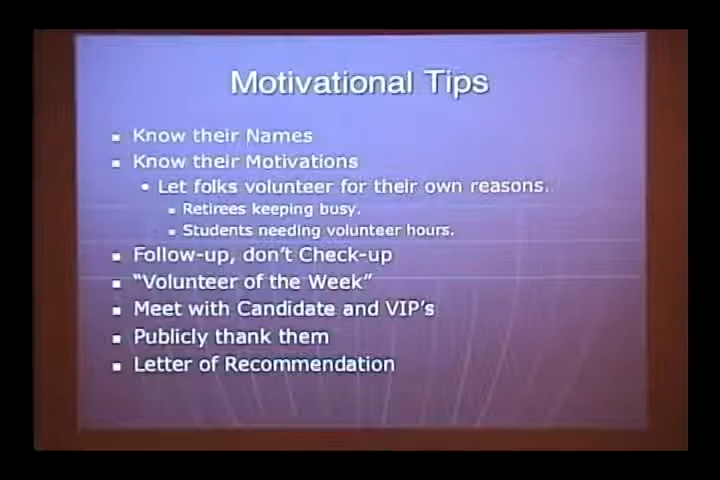 Motivational Tips
Know their Names
Know their Motivations
Let folks volunteer for their own reasons.
Retirees keeping busy.
Students needing volunteer hours.
Follow-up, don't Check-up
"Volunteer of the Week"
Meet with Candidate and VIP's
Publicly thank them
Letter of Recommendation